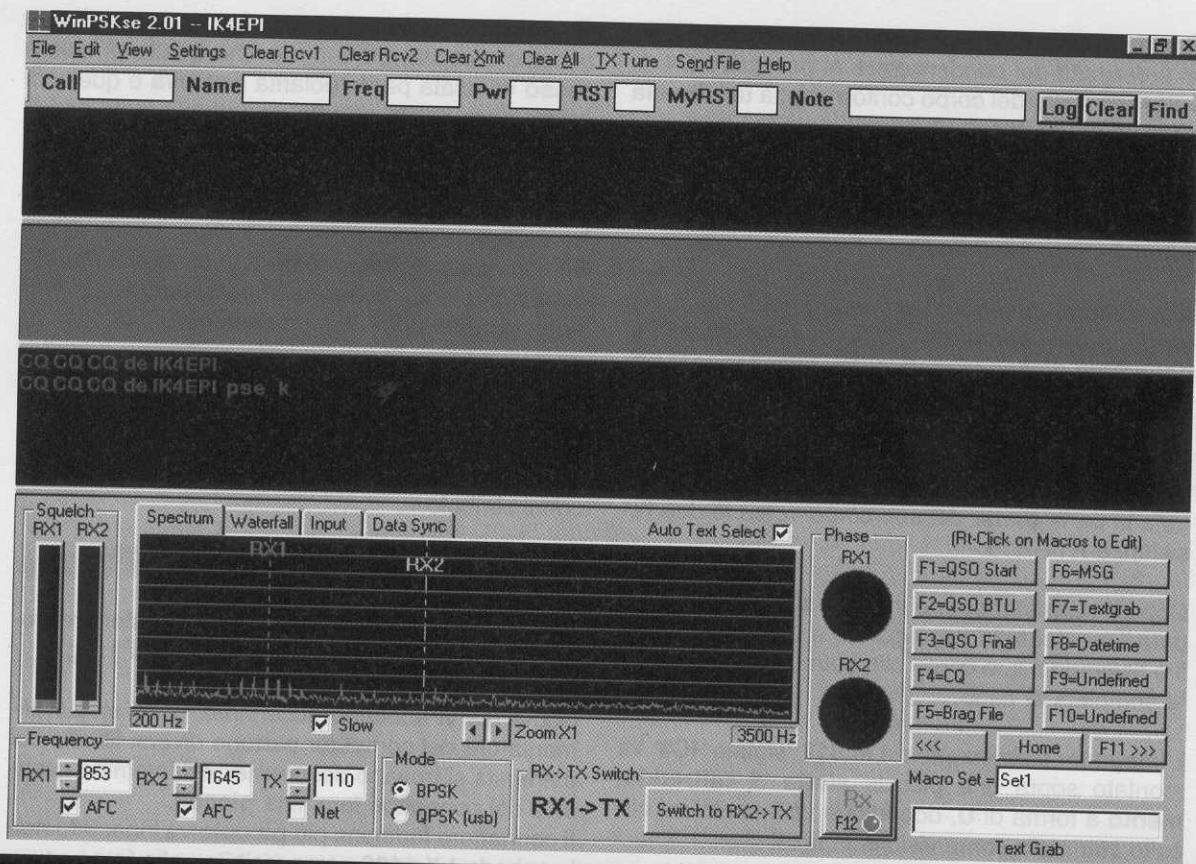 WinPSKse 2.01 -- IK4EPI
File Edit View Settings Clear Rcv1 Clear Rcv2 Clear Xmit Clear All TX Tune Send File Help
Call Name Freq Pwr RST MyRST Note Log Clear Find
CQ CQ CQ de IK4EPI
CQ CQ CQ de IK4EPI pse k
Squelch
RX1 RX2
Spectrum Waterfall Input Data Sync Auto Text Select
RX1
RX2
200 Hz Slow Zoom X1 3500 Hz
Phase
RX1
RX2
(Rt-Click on Macros to Edit)
F1=QSO Start F6=MSG
F2=QSO BTU F7=Textgrab
F3=QSO Final F8=Datetime
F4=CQ F9=Undefined
F5=Brag File F10=Undefined
<<< Home F11 >>>
Macro Set = Set1
Text Grab
Frequency
RX1 853 RX2 1645 TX 1110
AFC AFC Net
Mode
BPSK
QPSK (usb)
RX->TX Switch
RX1->TX Switch to RX2->TX
Rx
F12